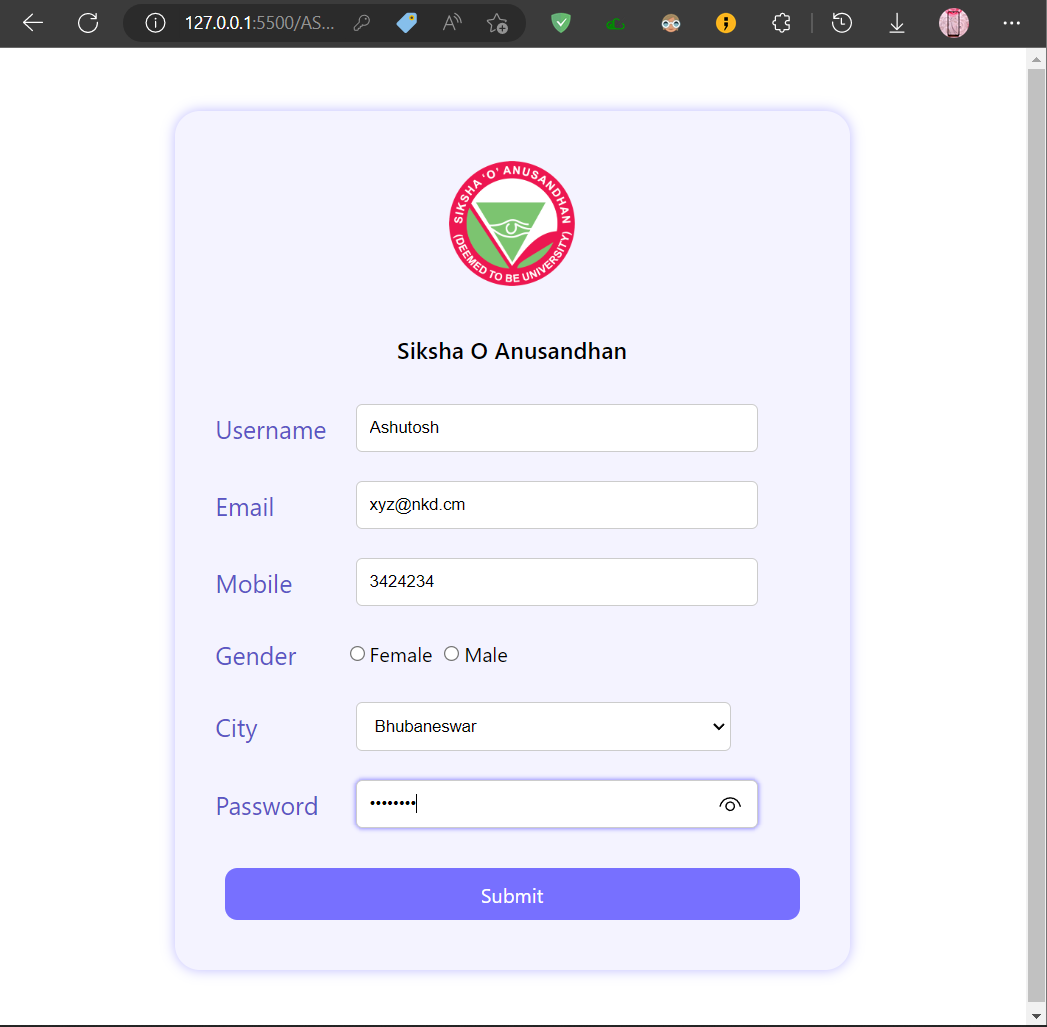 127.0.0.1:5500/AS...
SIKSHA 'O' ANUSANDHAN
(DEEMED TO BE UNIVERSITY)
Siksha O Anusandhan
Username Ashutosh
Email xyz@nkd.cm
Mobile 3424234
Gender Female Male
City Bhubaneswar
Password ••••••••
Submit